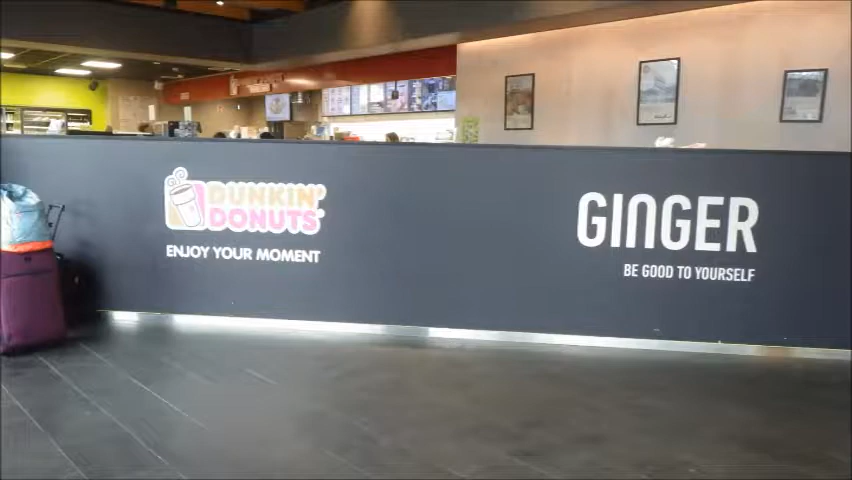 DUNKIN'
DONUTS
ENJOY YOUR MOMENT
GINGER
BE GOOD TO YOURSELF